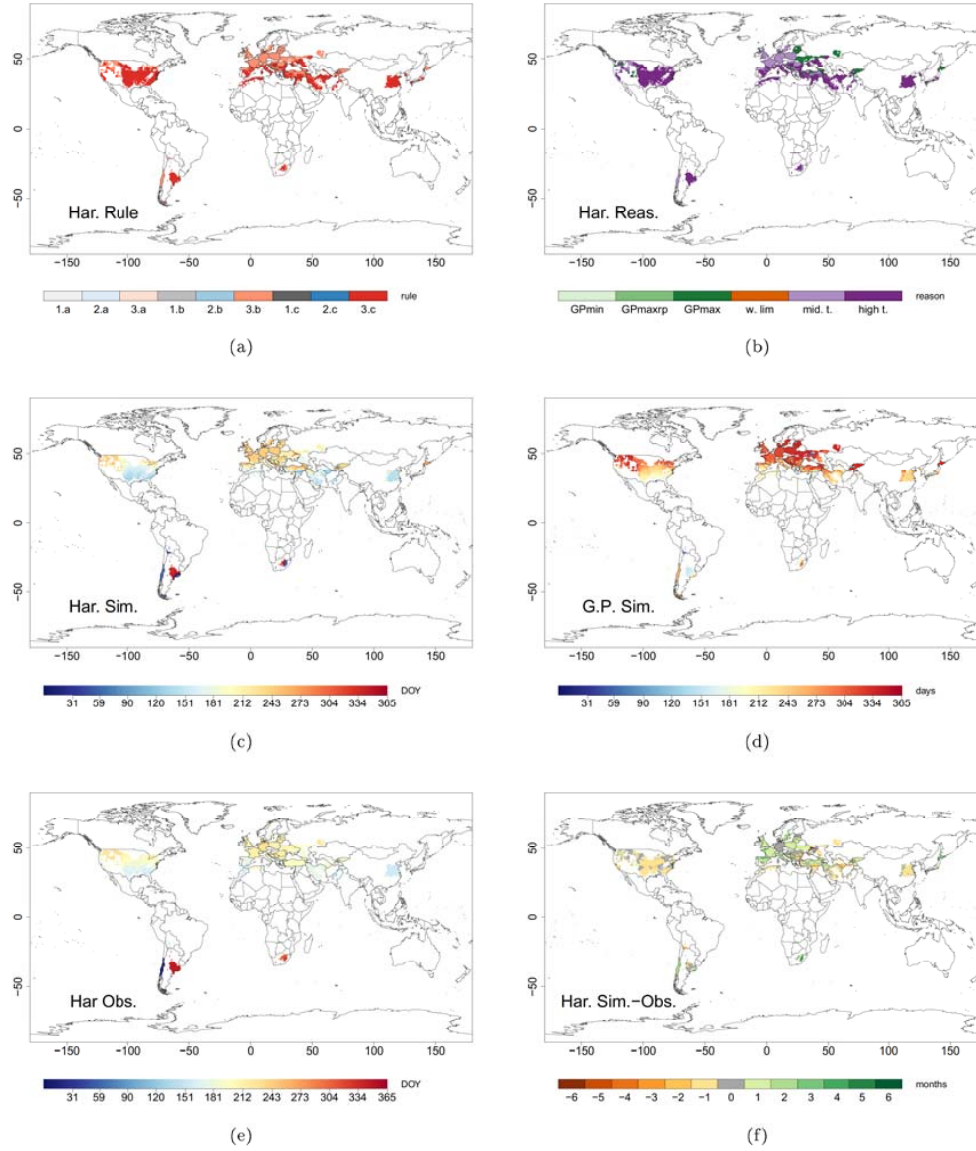 50
0
−50
Har. Rule
−150 −100 −50 0 50 100 150
rule
1.a 2.a 3.a 1.b 2.b 3.b 1.c 2.c 3.c
(a)
50
0
−50
Har. Reas.
−150 −100 −50 0 50 100 150
reason
GPmin GPmaxrp GPmax w. lim mid. t. high t.
(b)
50
0
−50
Har. Sim.
−150 −100 −50 0 50 100 150
DOY
31 59 90 120 151 181 212 243 273 304 334 365
(c)
50
0
−50
G.P. Sim.
−150 −100 −50 0 50 100 150
days
31 59 90 120 151 181 212 243 273 304 334 365
(d)
50
0
−50
Har Obs.
−150 −100 −50 0 50 100 150
DOY
31 59 90 120 151 181 212 243 273 304 334 365
(e)
50
0
−50
Har. Sim.−Obs.
−150 −100 −50 0 50 100 150
months
−6 −5 −4 −3 −2 −1 0 1 2 3 4 5 6
(f)